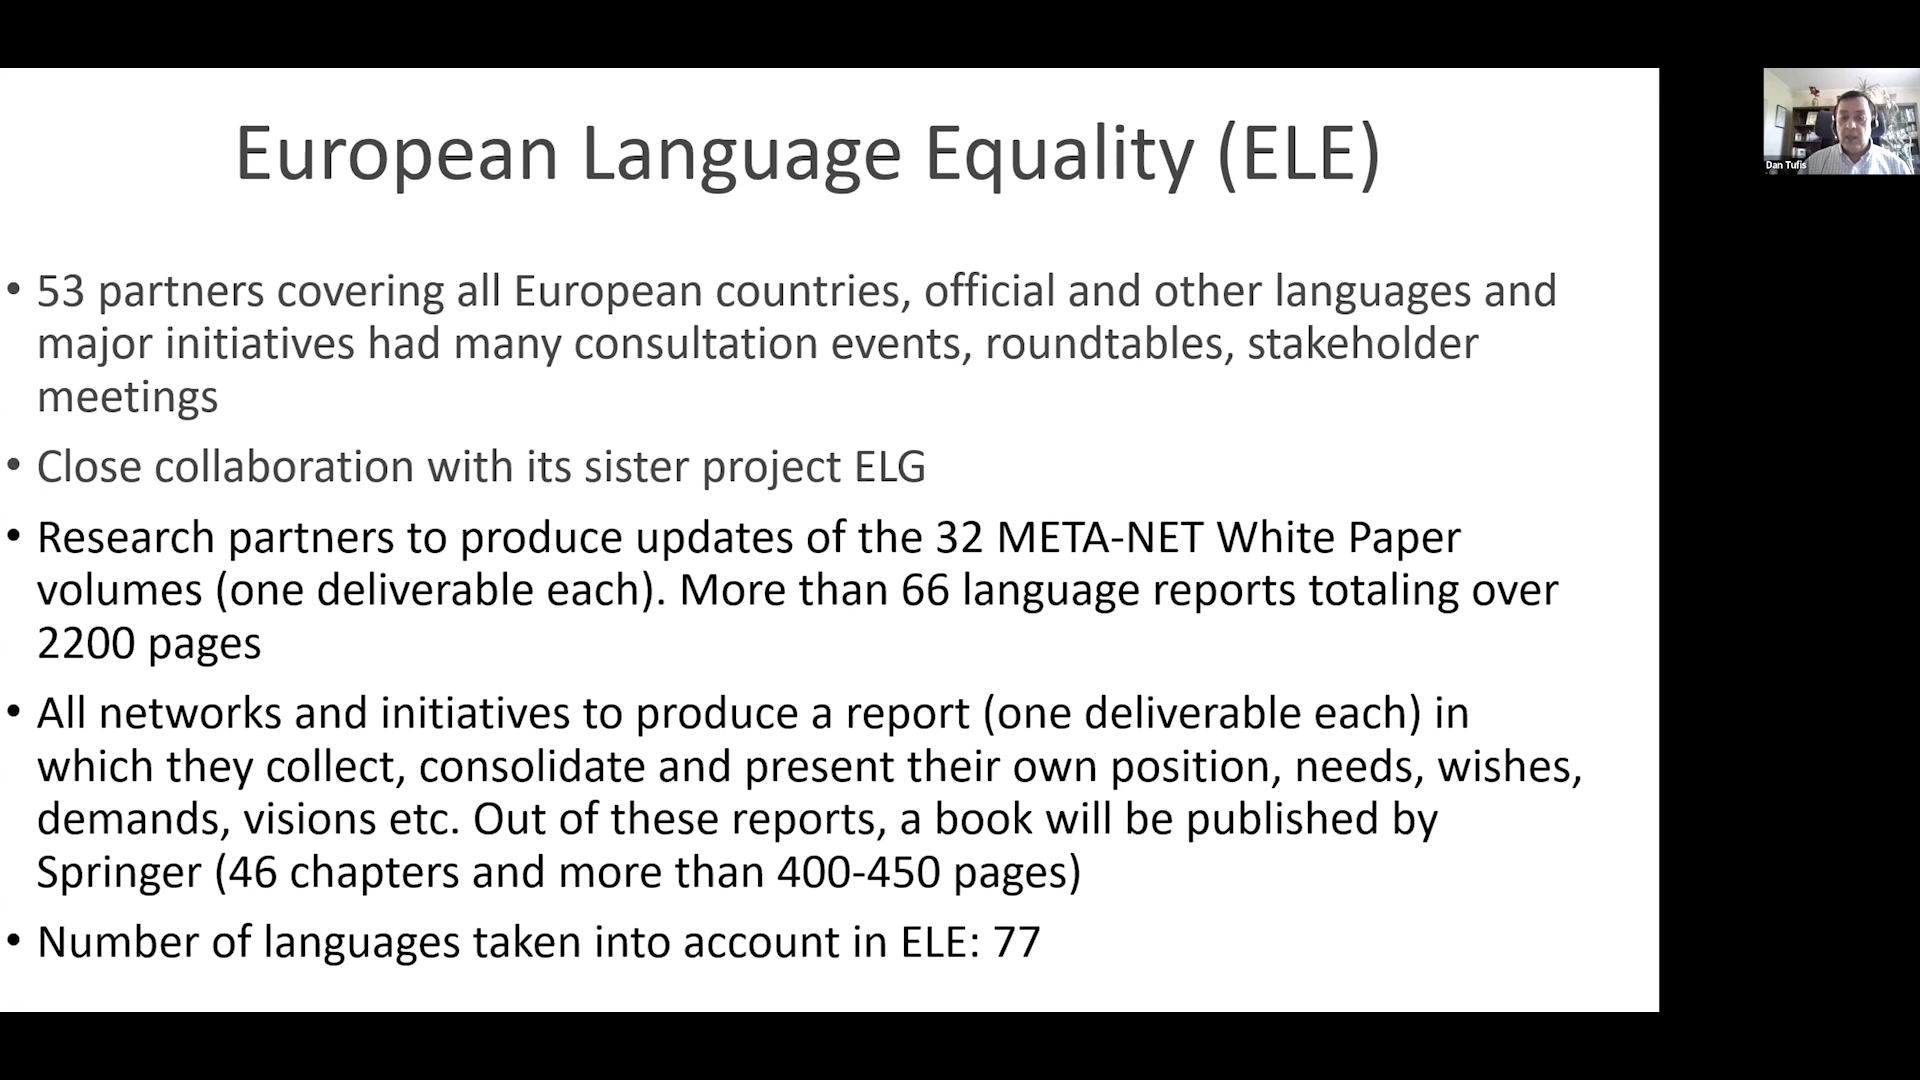 European Language Equality (ELE)
• 53 partners covering all European countries, official and other languages and
major initiatives had many consultation events, roundtables, stakeholder
meetings
• Close collaboration with its sister project ELG
• Research partners to produce updates of the 32 META-NET White Paper
volumes (one deliverable each). More than 66 language reports totaling over
2200 pages
• All networks and initiatives to produce a report (one deliverable each) in
which they collect, consolidate and present their own position, needs, wishes,
demands, visions etc. Out of these reports, a book will be published by
Springer (46 chapters and more than 400-450 pages)
• Number of languages taken into account in ELE: 77
Dan Tufis